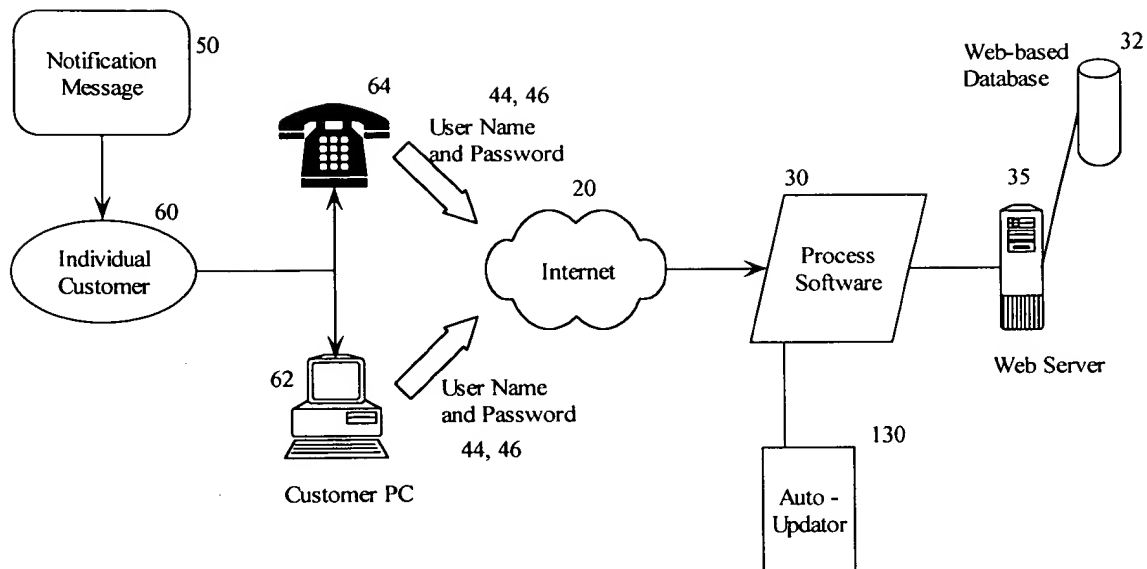 50
Notification
Message
64
44, 46
User Name
and Password
Web-based
Database
32
60
Individual
Customer
20
Internet
30
Process
Software
35
Web Server
62
User Name
and Password
44, 46
Customer PC
130
Auto -
Updator